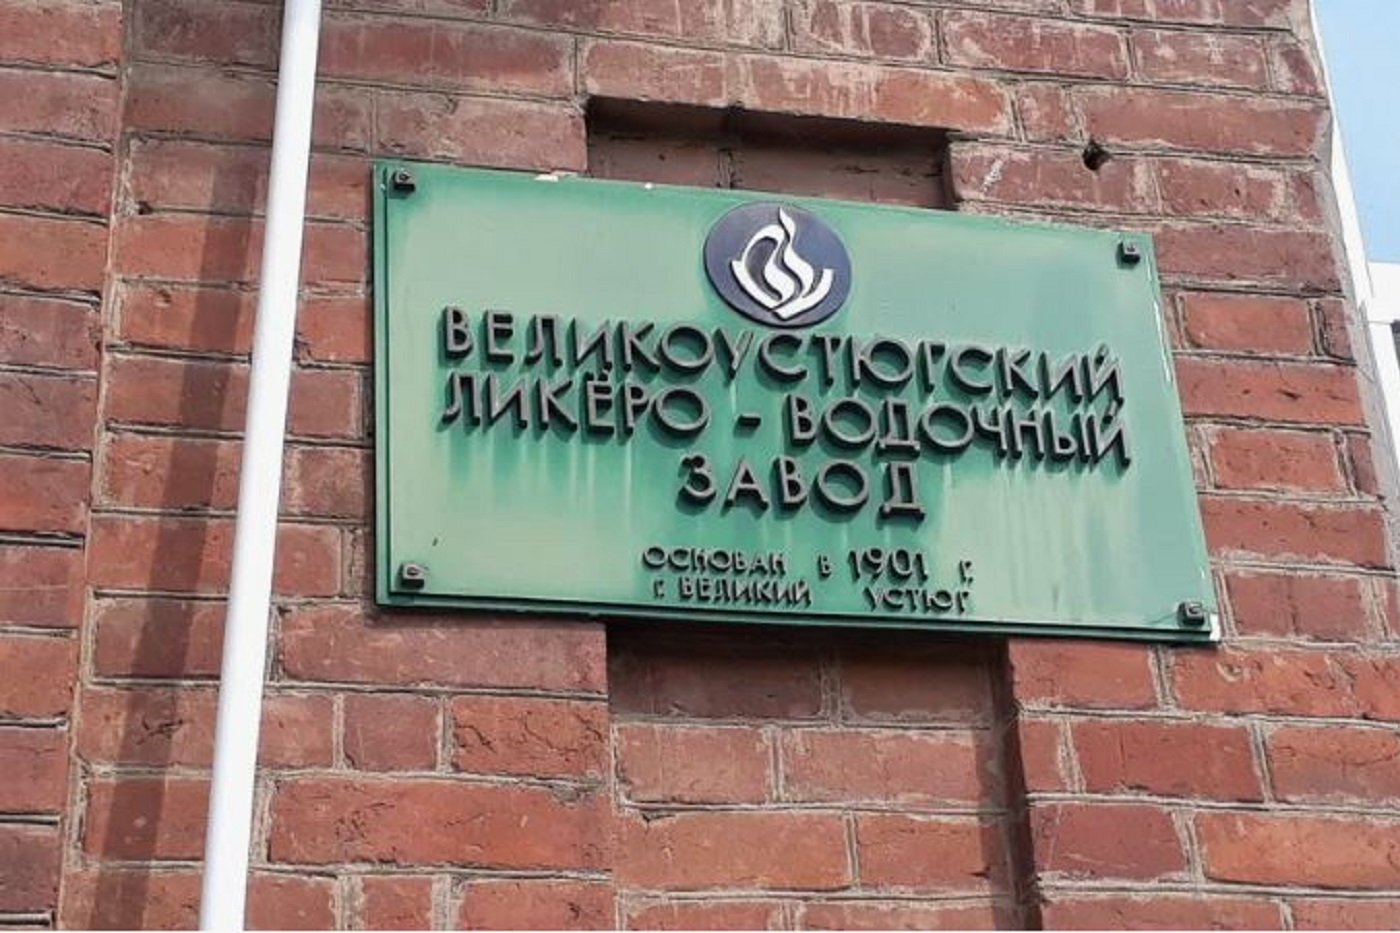 ВЕЛИКОУСТЮГСКИЙ
ЛИКЁРО - ВОДОЧНЫЙ
ЗАВОД
ОСНОВАН В 1901 г.
г. ВЕЛИКИЙ УСТЮГ